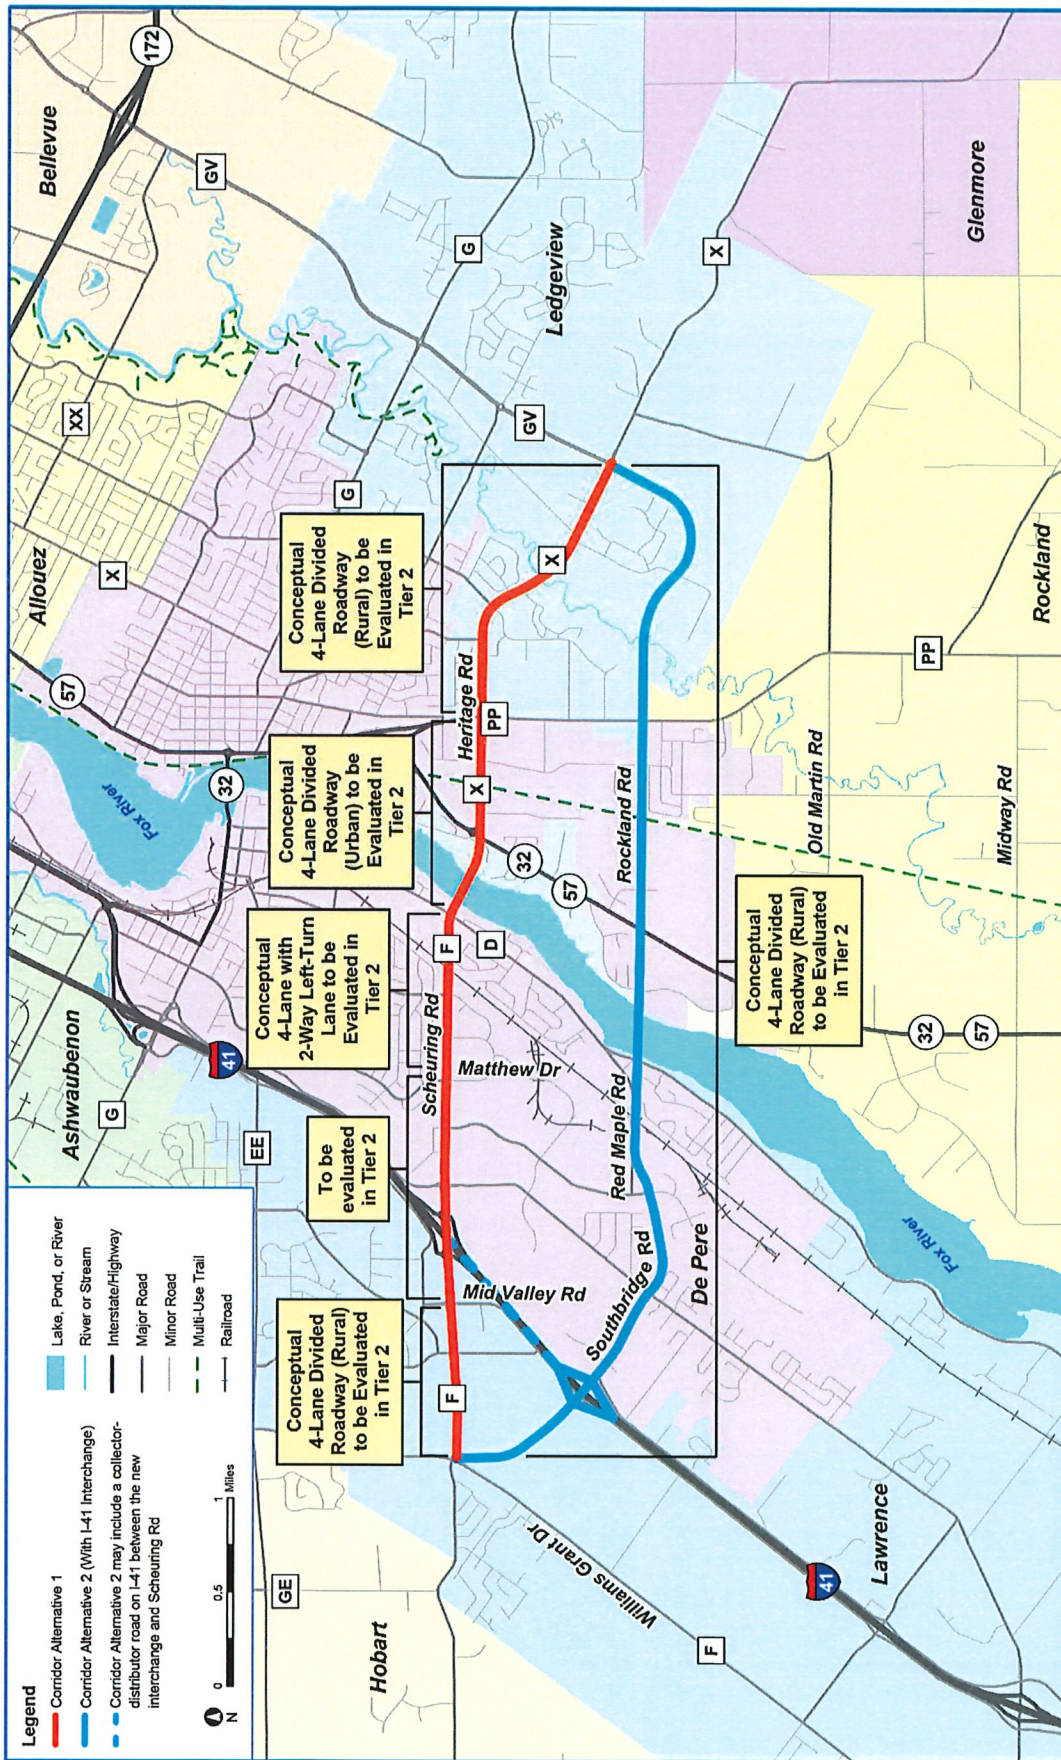 Legend
Corridor Alternative 1
Corridor Alternative 2 (With I-41 Interchange)
Corridor Alternative 2 may include a collector-
distributor road on I-41 between the new
interchange and Scheuring Rd
Lake, Pond, or River
River or Stream
Interstate/Highway
Major Road
Minor Road
Multi-Use Trail
Railroad
N
0
0.5
1
Miles
Ashwaubenon
Allouez
Bellevue
172
GV
XX
X
57
Fox River
32
G
41
EE
G
G
Ledgeview
GV
X
Glenmore
Hobart
GE
Conceptual
4-Lane Divided
Roadway (Rural)
to be Evaluated
in Tier 2
To be
evaluated
in Tier 2
Conceptual
4-Lane with
2-Way Left-Turn
Lane to be
Evaluated in
Tier 2
Conceptual
4-Lane Divided
Roadway
(Urban) to be
Evaluated in
Tier 2
Conceptual
4-Lane Divided
Roadway
(Rural) to be
Evaluated in
Tier 2
F
Scheuring Rd
F
D
X
Heritage Rd
PP
X
Mid Valley Rd
Matthew Dr
32
57
Southbridge Rd
Red Maple Rd
Rockland Rd
De Pere
Conceptual
4-Lane Divided
Roadway (Rural)
to be Evaluated
in Tier 2
Williams Grant Dr
F
41
Lawrence
Fox River
32
57
Old Martin Rd
Midway Rd
PP
Rockland